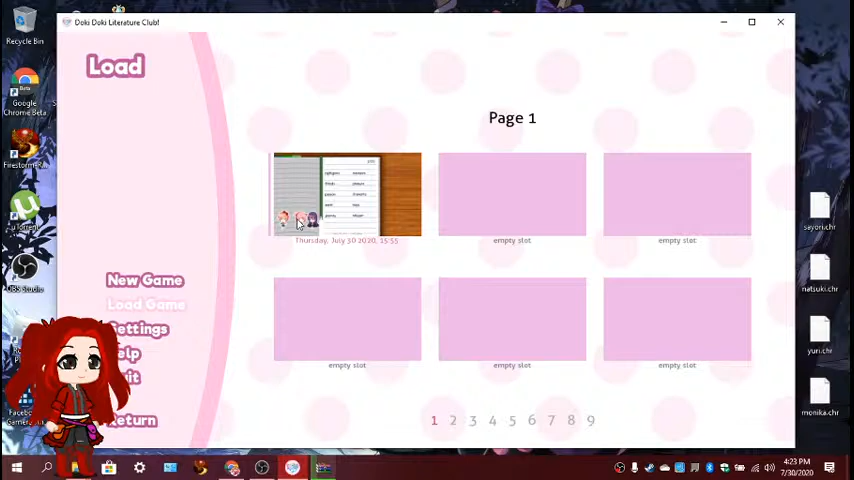 Doki Doki Literature Club!
Recycle Bin
Google
Chrome Beta
Load
Page 1
Thursday, July 30 2020, 15:55
empty slot
empty slot
empty slot
empty slot
empty slot
New Game
Load Game
Settings
Return
1 2 3 4 5 6 7 8 9
uTorrent
OBS Studio
sayori.chr
natsuki.chr
yuri.chr
monika.chr
4:23 PM
7/30/2020